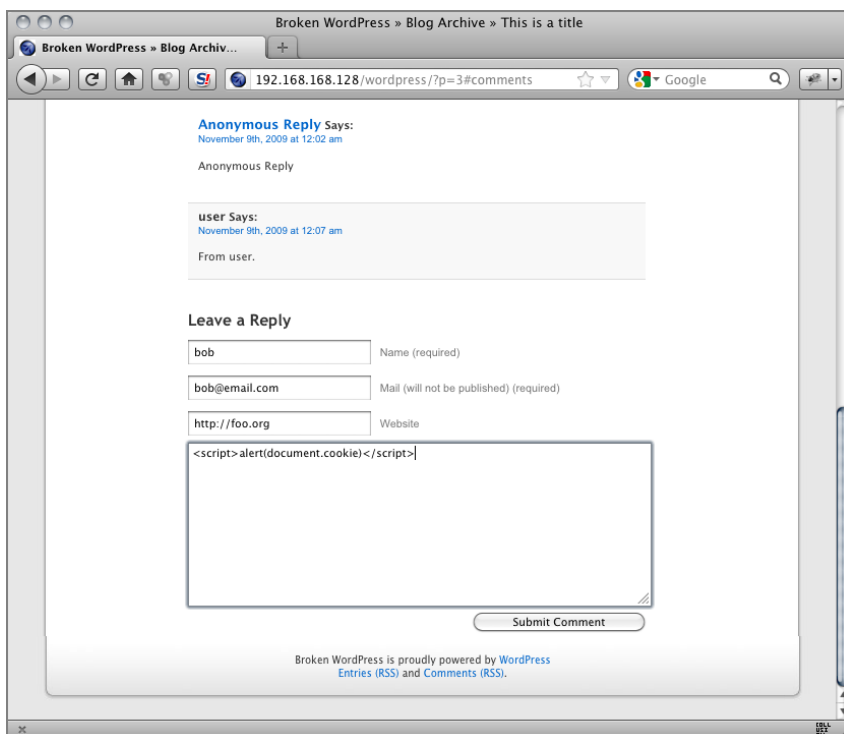 Broken WordPress » Blog Archive » This is a title
Broken WordPress » Blog Archiv...
192.168.168.128/wordpress/?p=3#comments
Google
Anonymous Reply Says:
November 9th, 2009 at 12:02 am
Anonymous Reply
user Says:
November 9th, 2009 at 12:07 am
From user.
Leave a Reply
bob
Name (required)
bob@email.com
Mail (will not be published) (required)
http://foo.org
Website
<script>alert(document.cookie)</script>
Submit Comment
Broken WordPress is proudly powered by WordPress
Entries (RSS) and Comments (RSS).